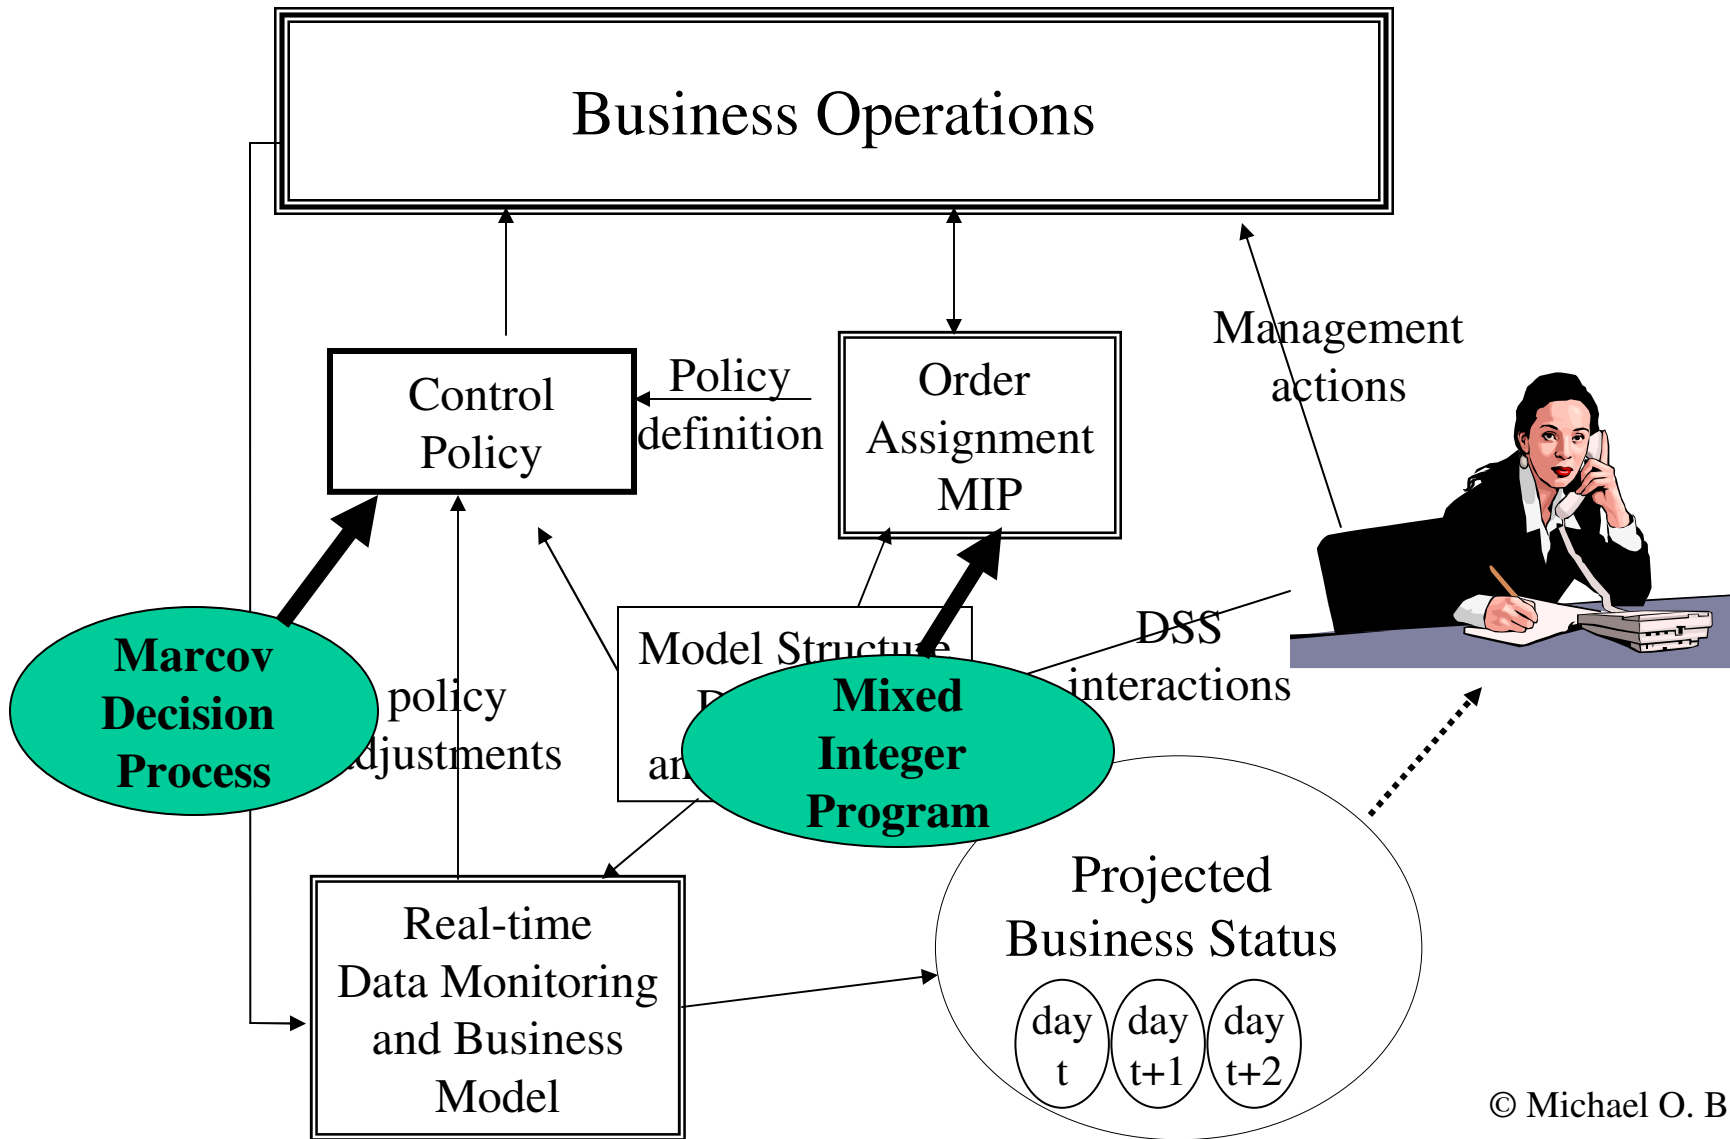 Business Operations
Management
actions
Control
Policy
Policy
definition
Order
Assignment
MIP
Model Structure
DSS
interactions
Marcov
Decision
Process
policy
Mixed
Integer
Program
Projected
Business Status
day
t
day
t+1
day
t+2
Real-time
Data Monitoring
and Business
Model
© Michael O. B